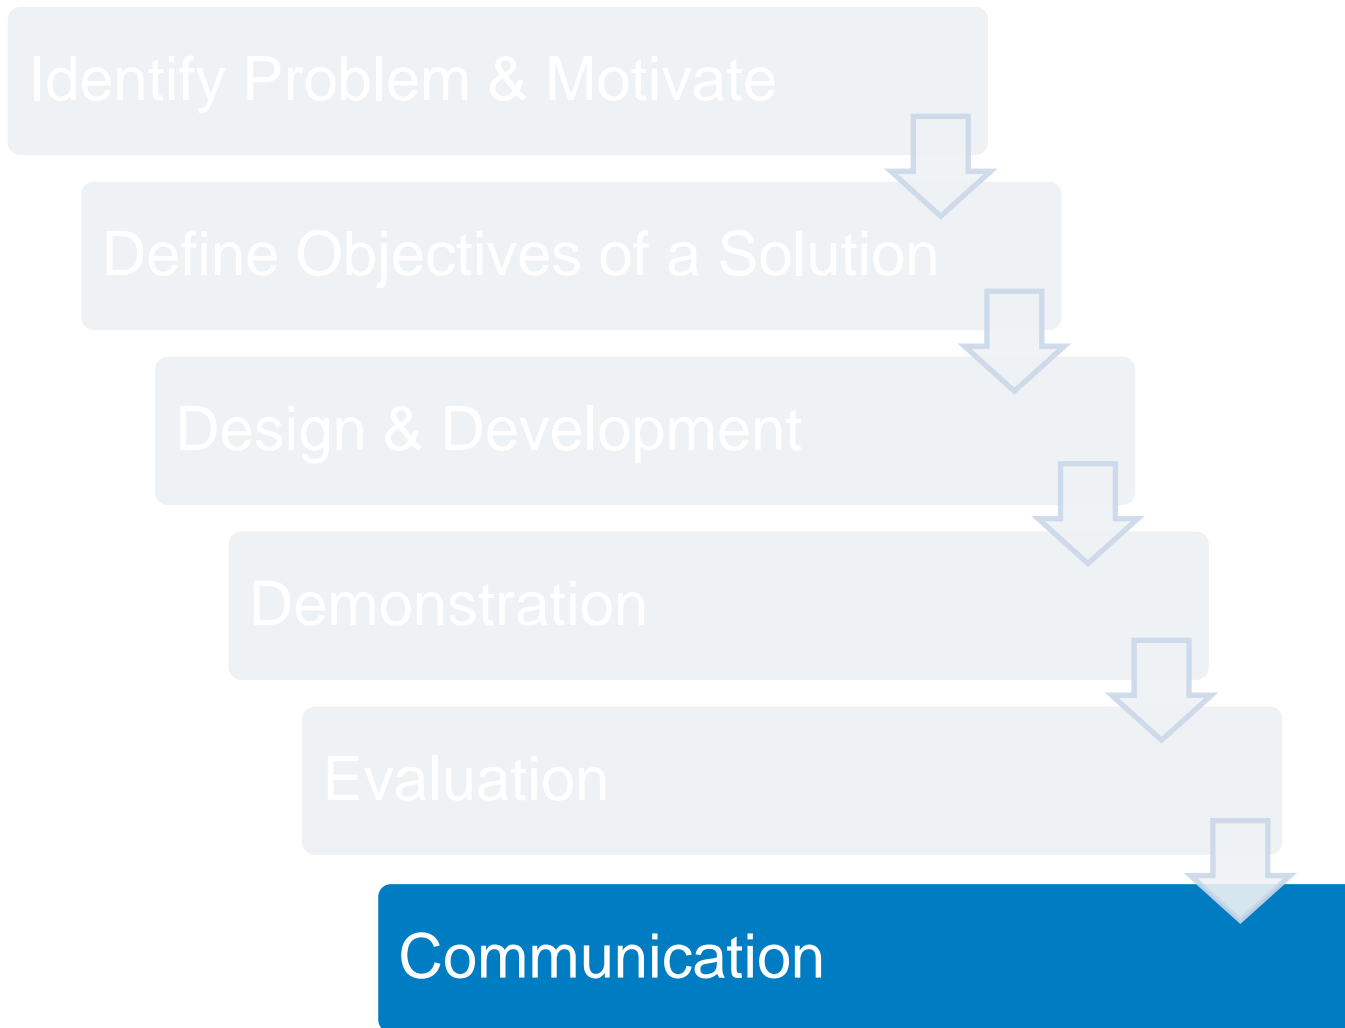 Identify Problem & Motivate
Define Objectives of a Solution
Design & Development
Demonstration
Evaluation
Communication